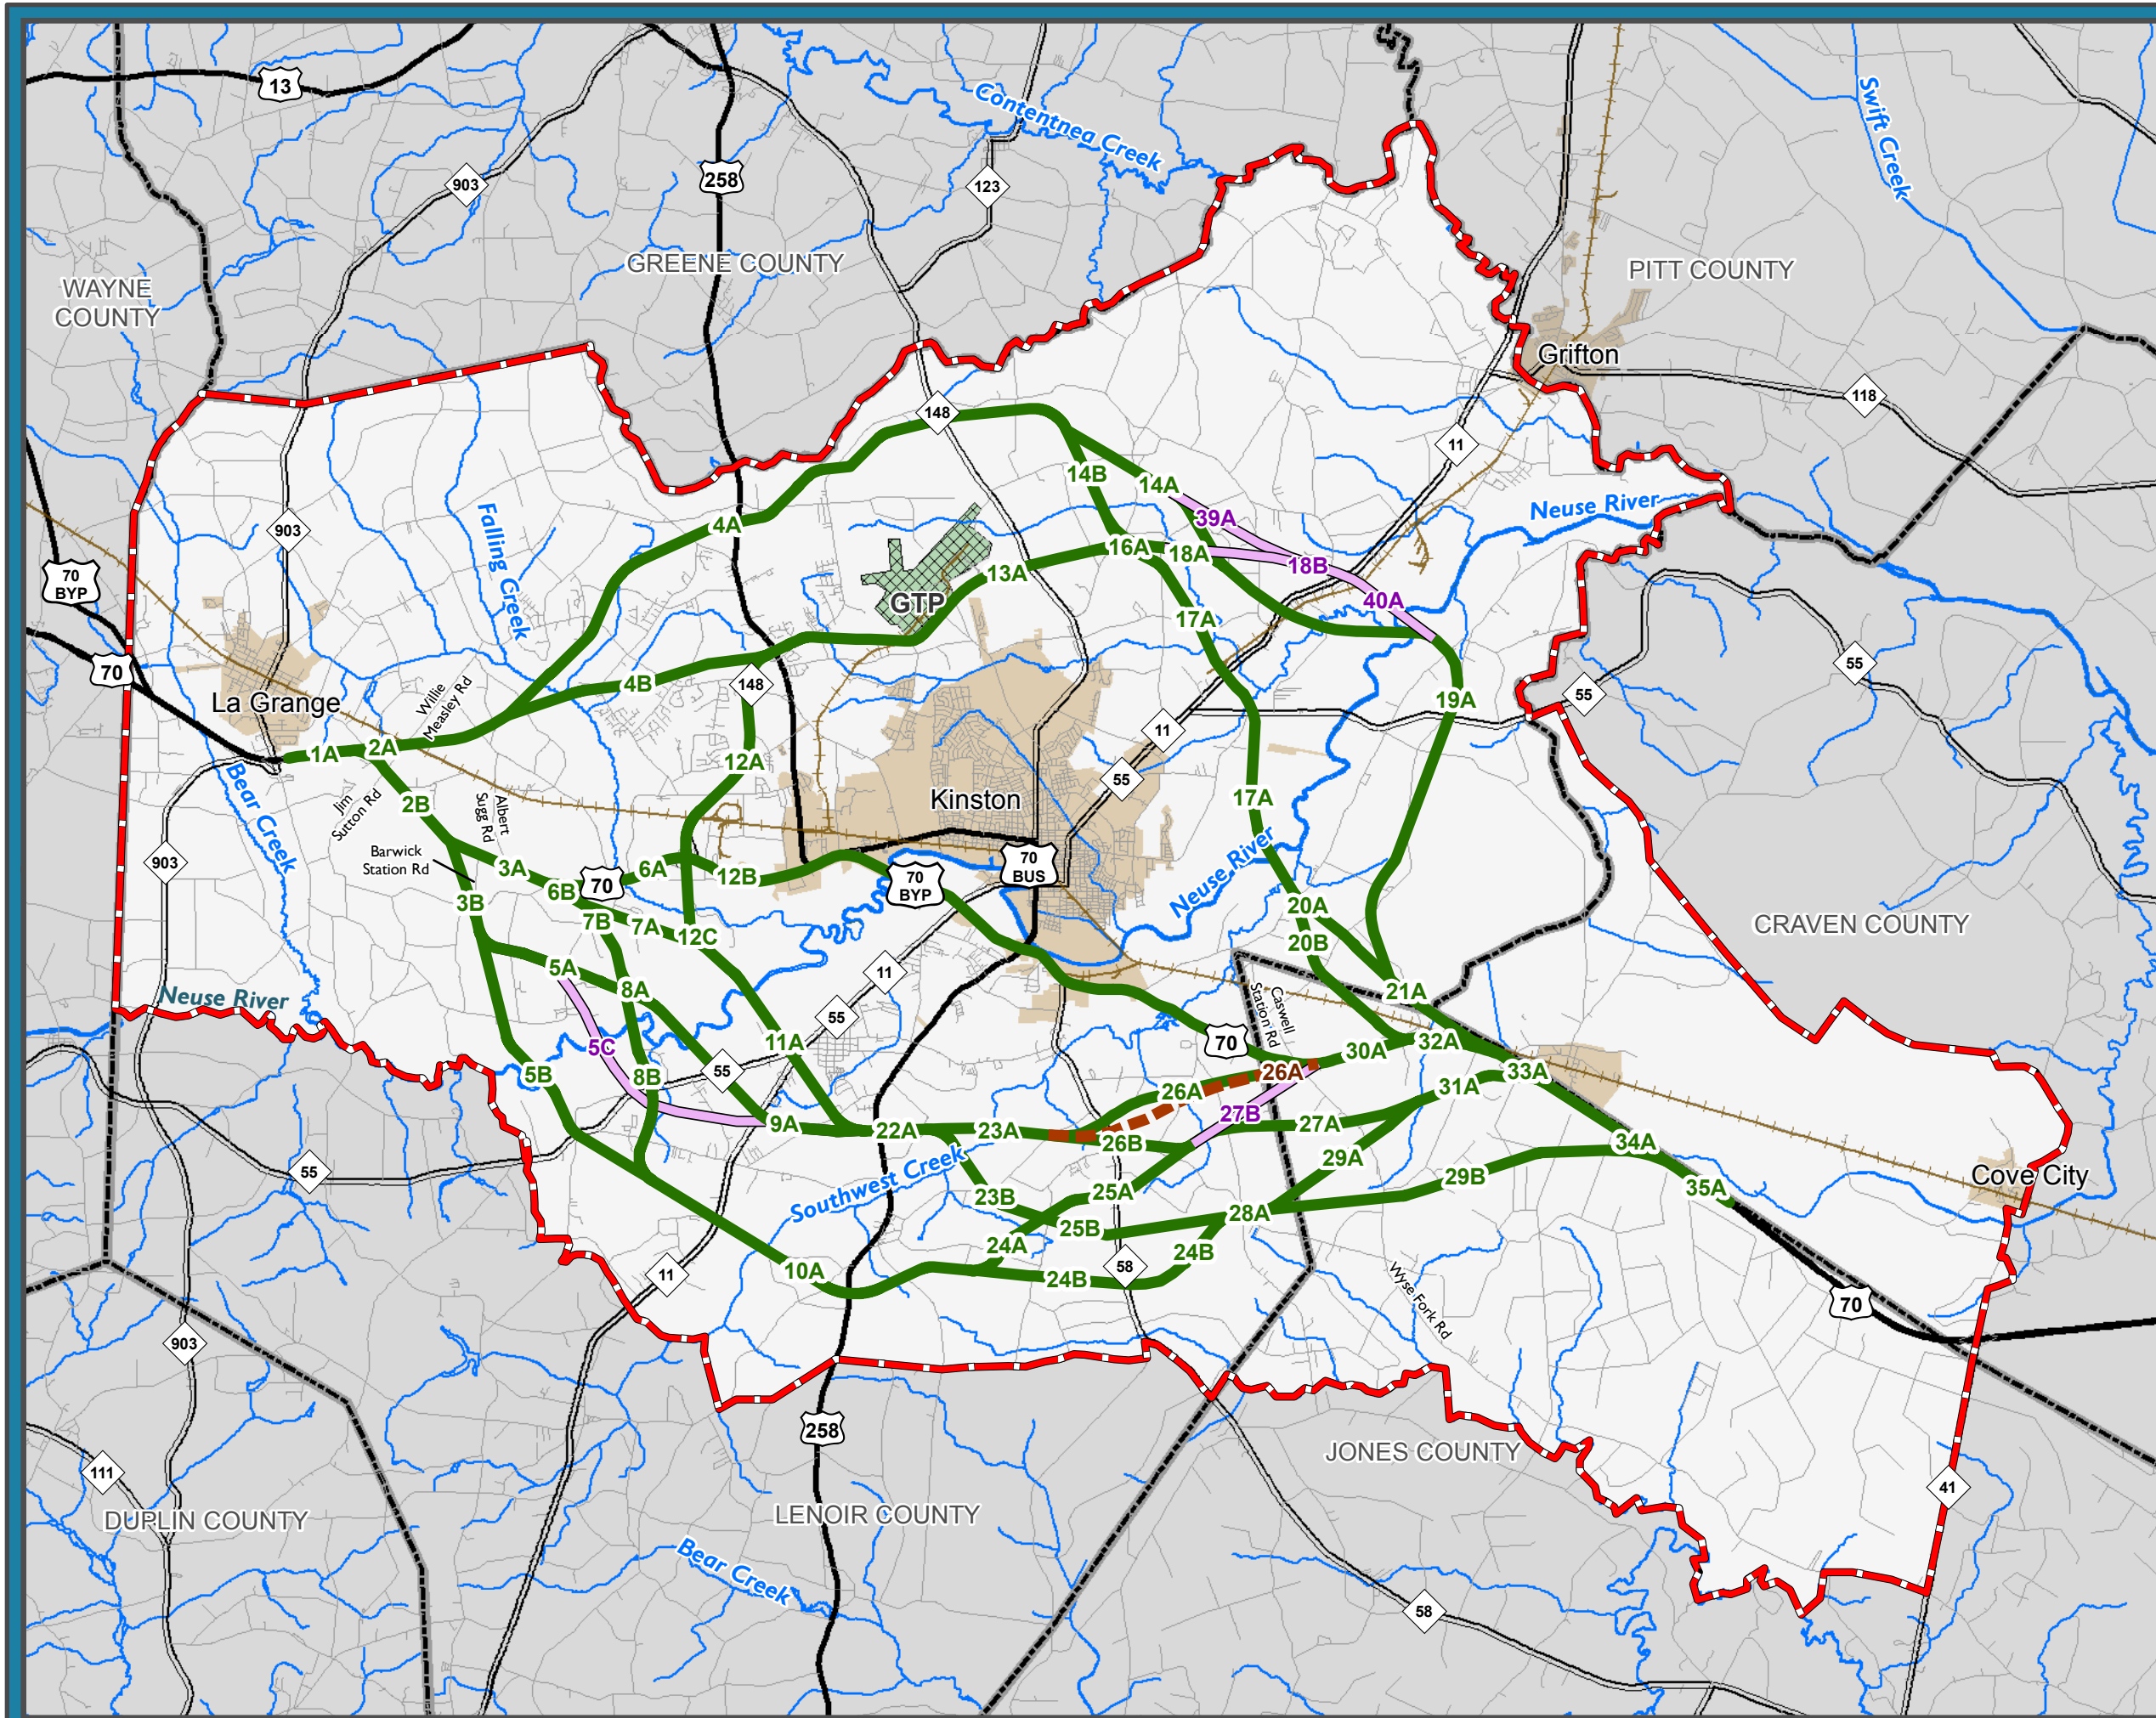 13
903
258
123
Contentnea Creek
Swift Creek
GREENE COUNTY
PITT COUNTY
WAYNE
COUNTY
Grifton
118
148
11
903
Falling Creek
14B
14A
39A
Neuse River
4A
16A
18A
18B
13A
40A
70
BYP
GTP
17A
70
55
55
La Grange
Willie
Measley Rd
4B
148
19A
11
1A
2A
12A
55
Kinston
17A
Bear Creek
Jim
Sutton Rd
2B
Albert
Sugg Rd
903
Barwick
Station Rd
3A
6B
70
6A
12B
70
BYP
70
BUS
Neuse River
3B
7B
7A
12C
20A
20B
CRAVEN COUNTY
5A
8A
11
21A
Neuse River
55
Caswell
Station Rd
5C
11A
70
30A
32A
5B
8B
55
26A
26A
31A
33A
27B
9A
22A
23A
26B
27A
34A
55
Southwest Creek
29A
29B
35A
Cove City
23B
25A
25B
28A
24A
24B
10A
11
24B
58
Wyse Fork Rd
70
903
258
JONES COUNTY
111
41
DUPLIN COUNTY
LENOIR COUNTY
Bear Creek
58